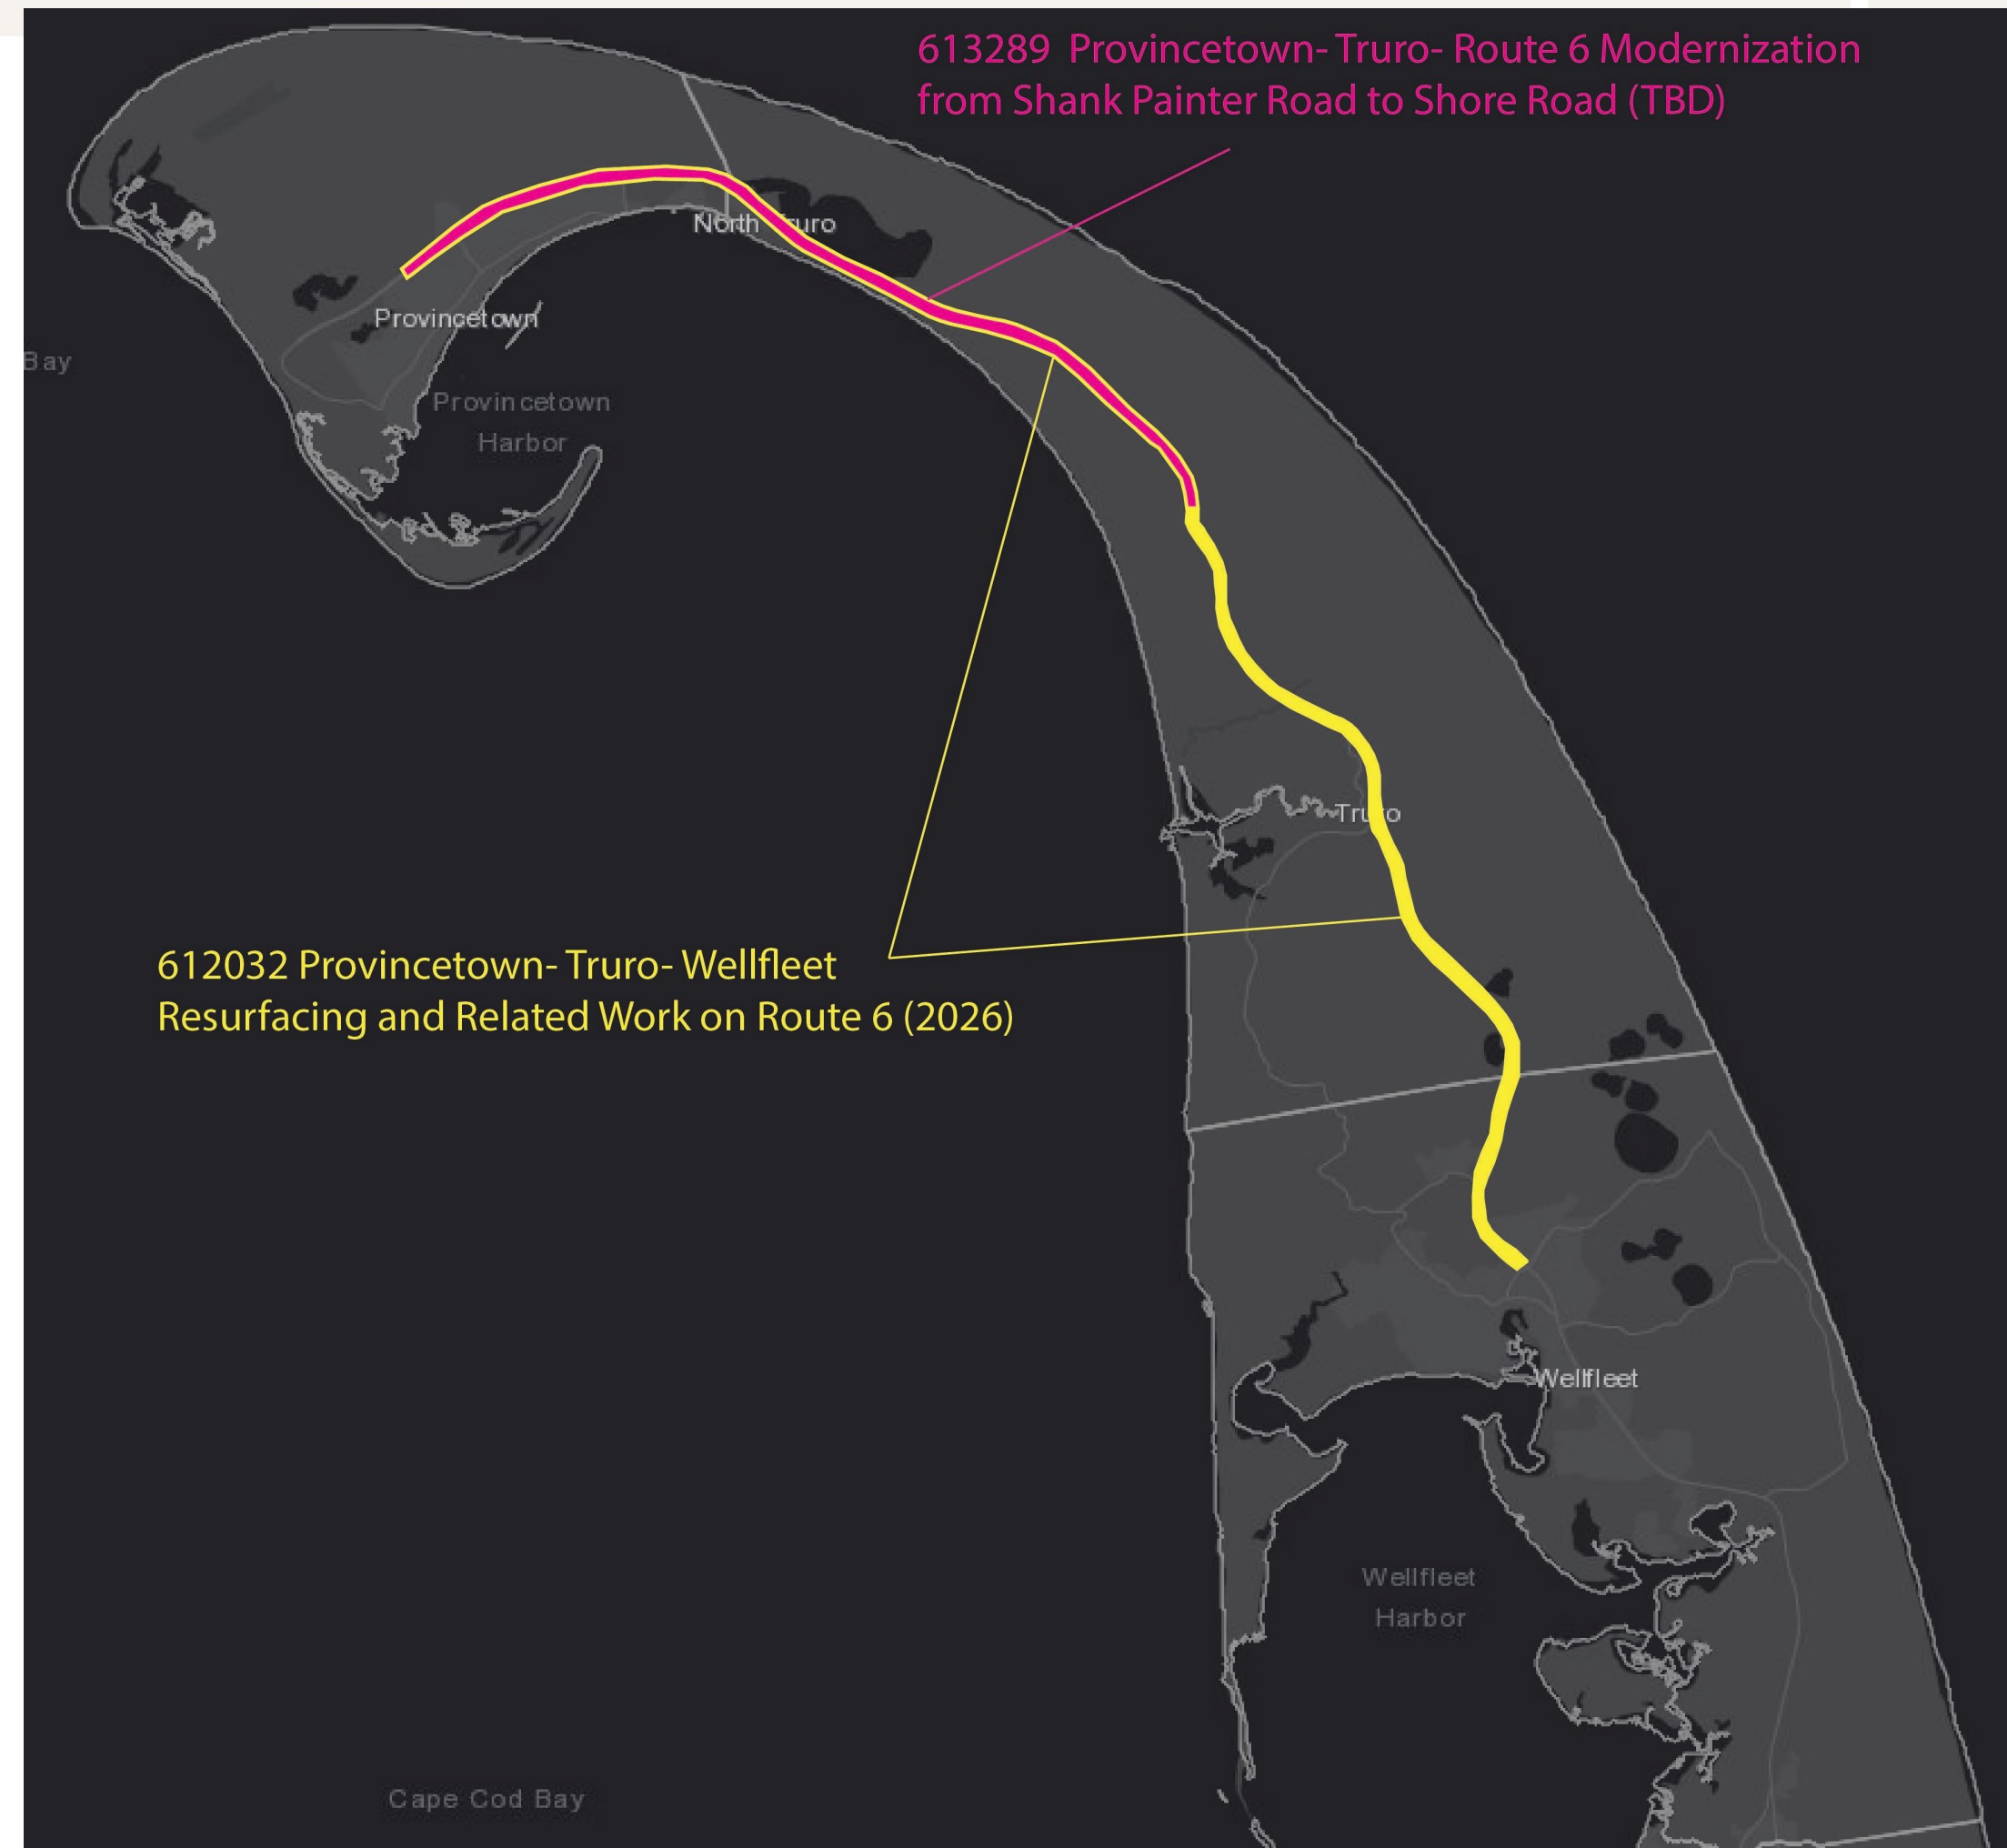 613289 Provincetown- Truro- Route 6 Modernization
from Shank Painter Road to Shore Road (TBD)
North Truro
Provincetown
Bay
Provincetown
Harbor
Truro
612032 Provincetown- Truro- Wellfleet
Resurfacing and Related Work on Route 6 (2026)
Wellfleet
Wellfleet
Harbor
Cape Cod Bay